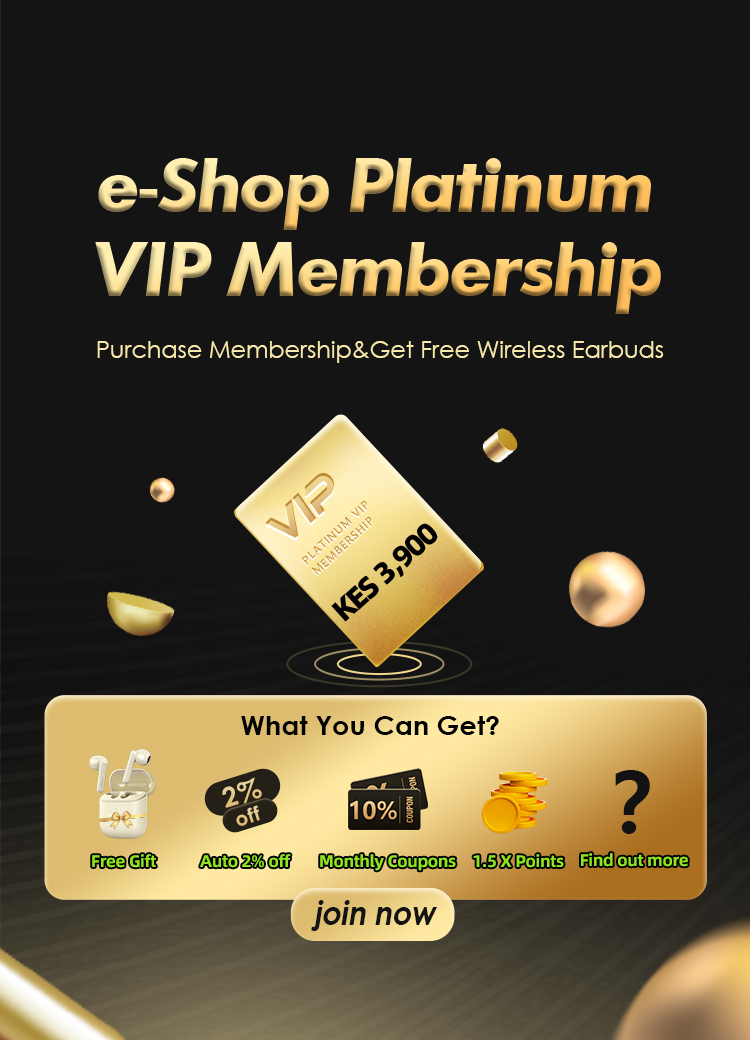 e-Shop Platinum
VIP Membership
Purchase Membership&Get Free Wireless Earbuds
VIP
PLATINUM VIP
MEMBERSHIP
KES 3,900
What You Can Get?
2%
off
%
10%
COUPON
Free Gift
Auto 2% off
Monthly Coupons
1.5 X Points
?
Find out more
join now